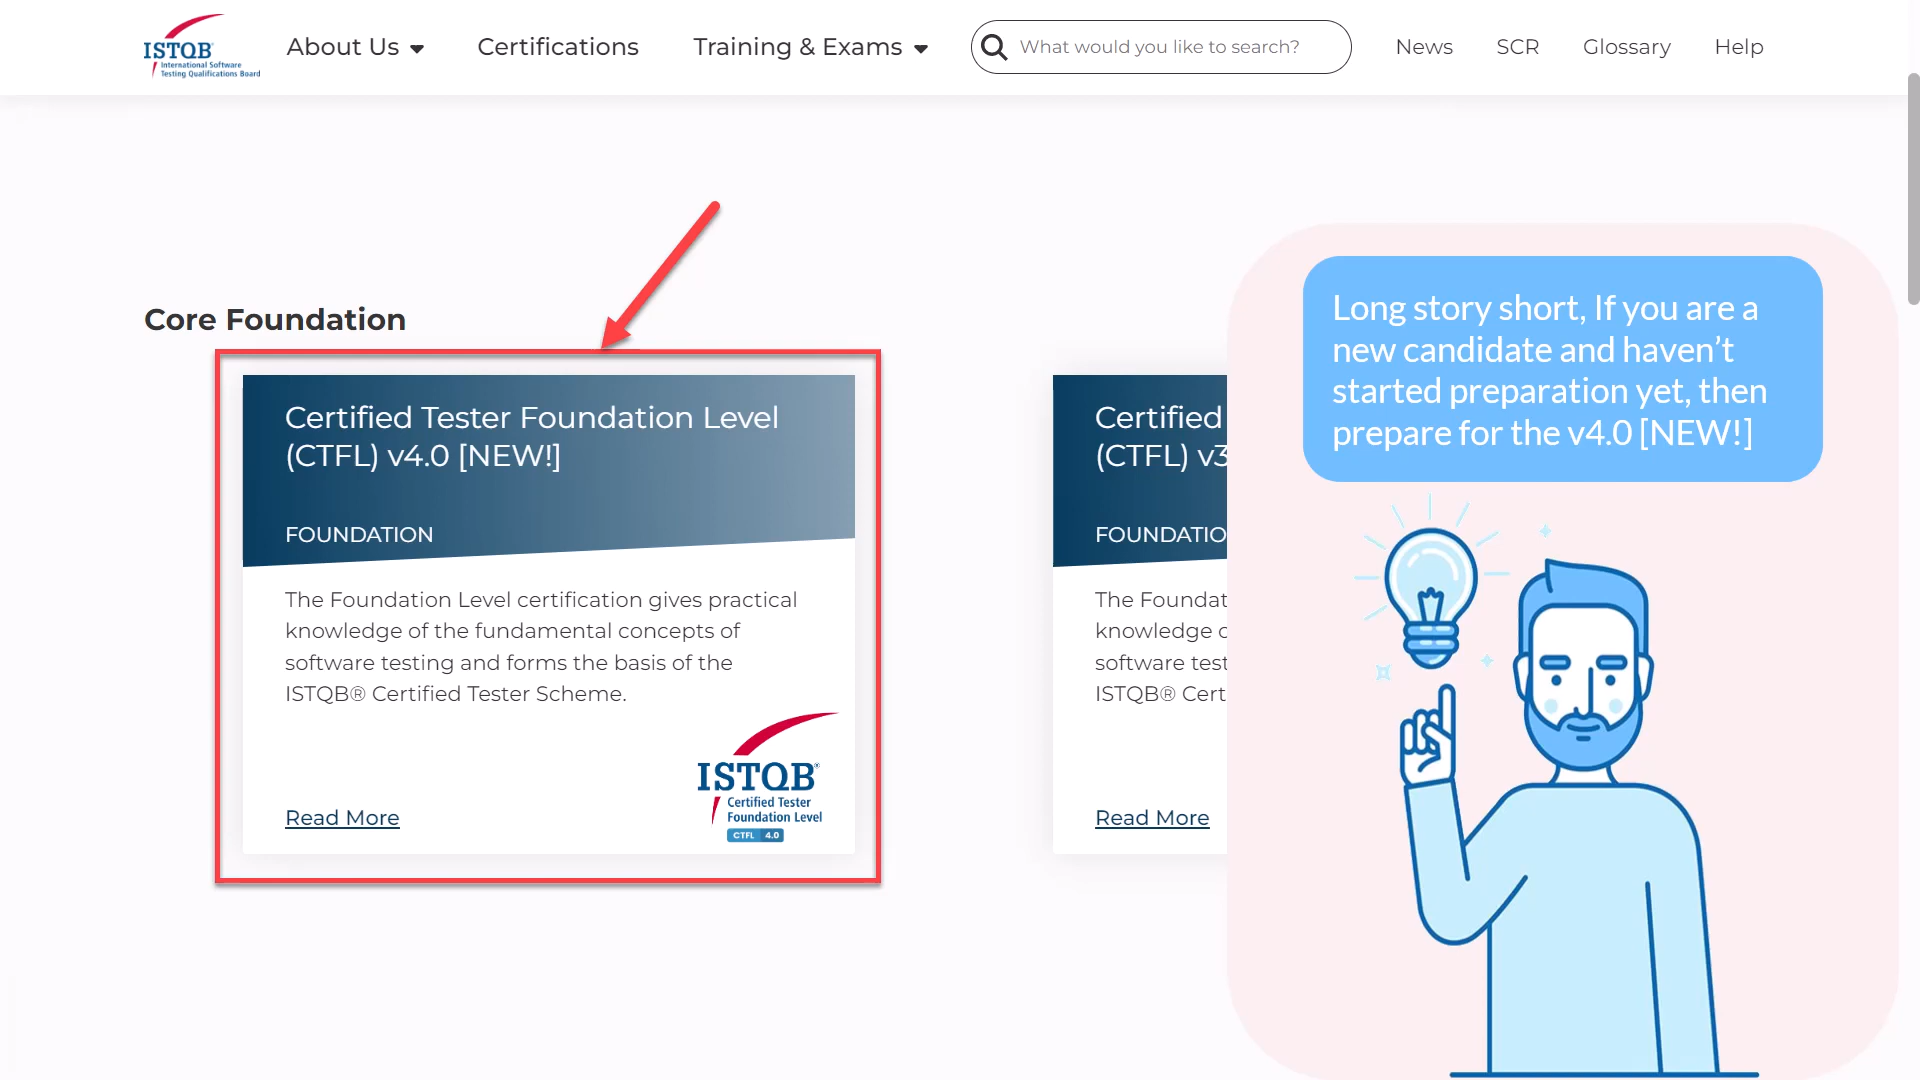 ISTQB
International Software
Testing Qualifications Board
About Us
Certifications
Training & Exams
What would you like to search?
News
SCR
Glossary
Help
Core Foundation
Certified Tester Foundation Level
(CTFL) v4.0 [NEW!]
FOUNDATION
The Foundation Level certification gives practical
knowledge of the fundamental concepts of
software testing and forms the basis of the
ISTQB® Certified Tester Scheme.
Read More
ISTQB®
Certified Tester
Foundation Level
CTFL 4.0
Certified
(CTFL) v3
FOUNDATIO
The Foundat
knowledge o
software test
ISTQB® Cert
Read More
Long story short, If you are a
new candidate and haven’t
started preparation yet, then
prepare for the v4.0 [NEW!]